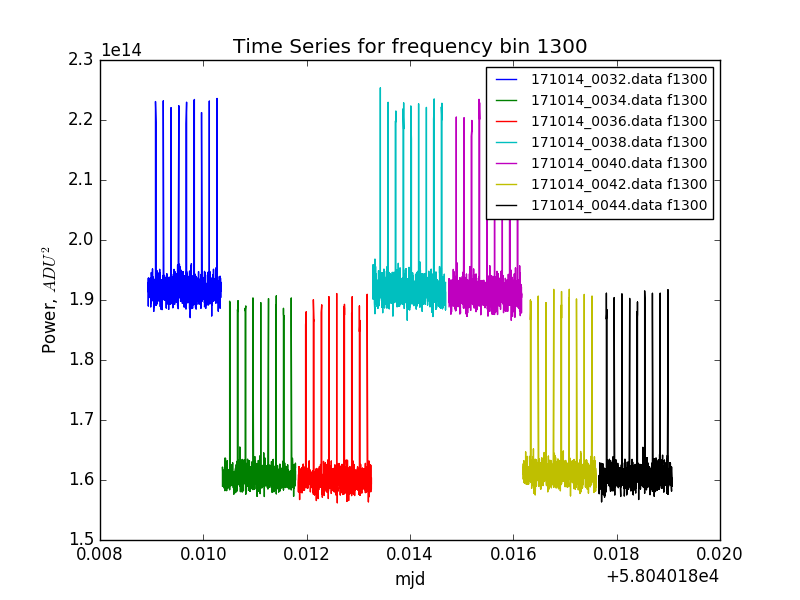 Time Series for frequency bin 1300
1e14
2.3
2.2
2.1
2.0
1.9
1.8
1.7
1.6
1.5
Power, ADU²
171014_0032.data f1300
171014_0034.data f1300
171014_0036.data f1300
171014_0038.data f1300
171014_0040.data f1300
171014_0042.data f1300
171014_0044.data f1300
0.008 0.010 0.012 0.014 0.016 0.018 0.020
mjd
+5.804018e4